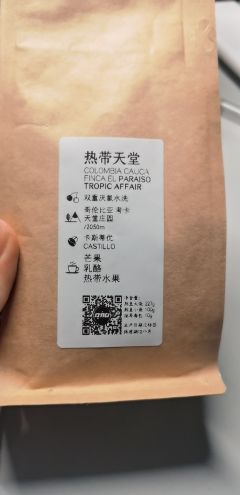 热带天堂
COLOMBIA CAUCA
FINCA EL PARAISO
TROPIC AFFAIR
双重厌氧水洗
哥伦比亚 考卡
天堂庄园
/2050m
卡斯蒂优
CASTILLO
芒果
乳酪
热带水果